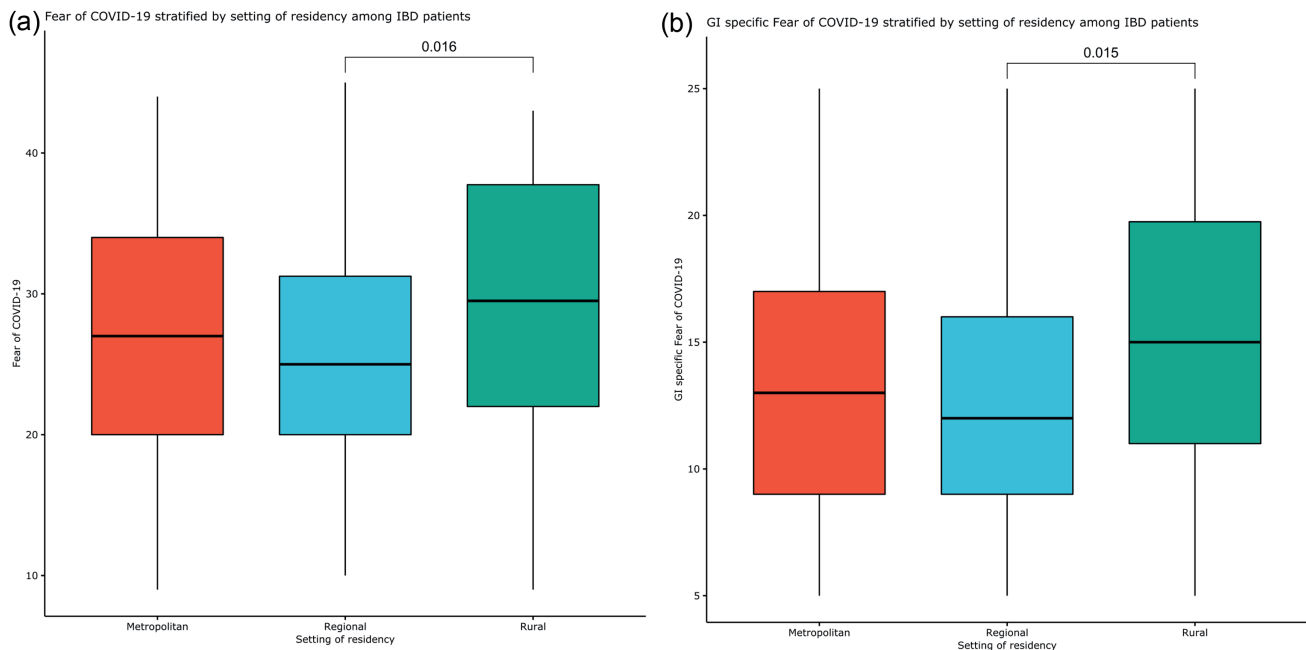 (a)
Fear of COVID-19 stratified by setting of residency among IBD patients
0.016
40
30
20
10
Fear of COVID-19
Metropolitan
Regional
Rural
Setting of residency
(b)
GI specific Fear of COVID-19 stratified by setting of residency among IBD patients
0.015
25
20
15
10
5
GI specific Fear of COVID-19
Metropolitan
Regional
Rural
Setting of residency